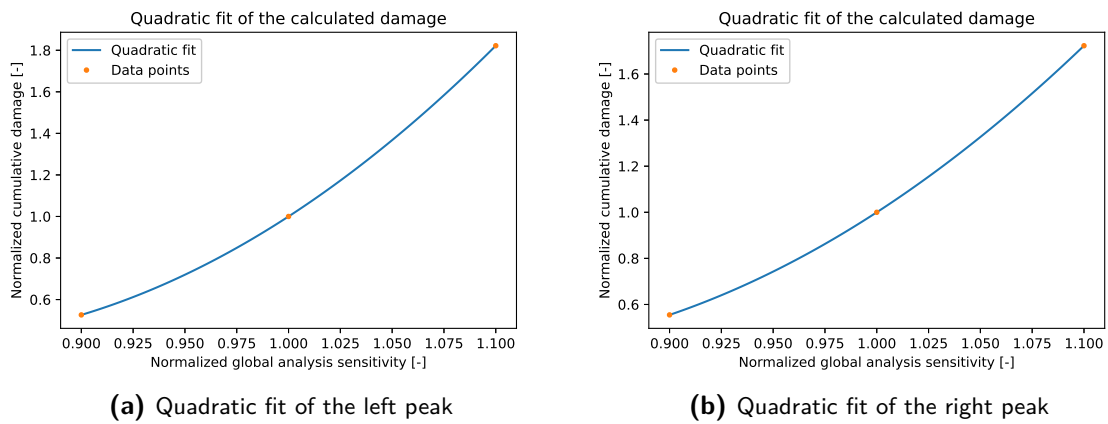 Quadratic fit of the calculated damage
Quadratic fit
Data points
Normalized cumulative damage [-]
1.8
1.6
1.4
1.2
1.0
0.8
0.6
0.900 0.925 0.950 0.975 1.000 1.025 1.050 1.075 1.100
Normalized global analysis sensitivity [-]
(a) Quadratic fit of the left peak
Quadratic fit of the calculated damage
Quadratic fit
Data points
Normalized cumulative damage [-]
1.6
1.4
1.2
1.0
0.8
0.6
0.900 0.925 0.950 0.975 1.000 1.025 1.050 1.075 1.100
Normalized global analysis sensitivity [-]
(b) Quadratic fit of the right peak